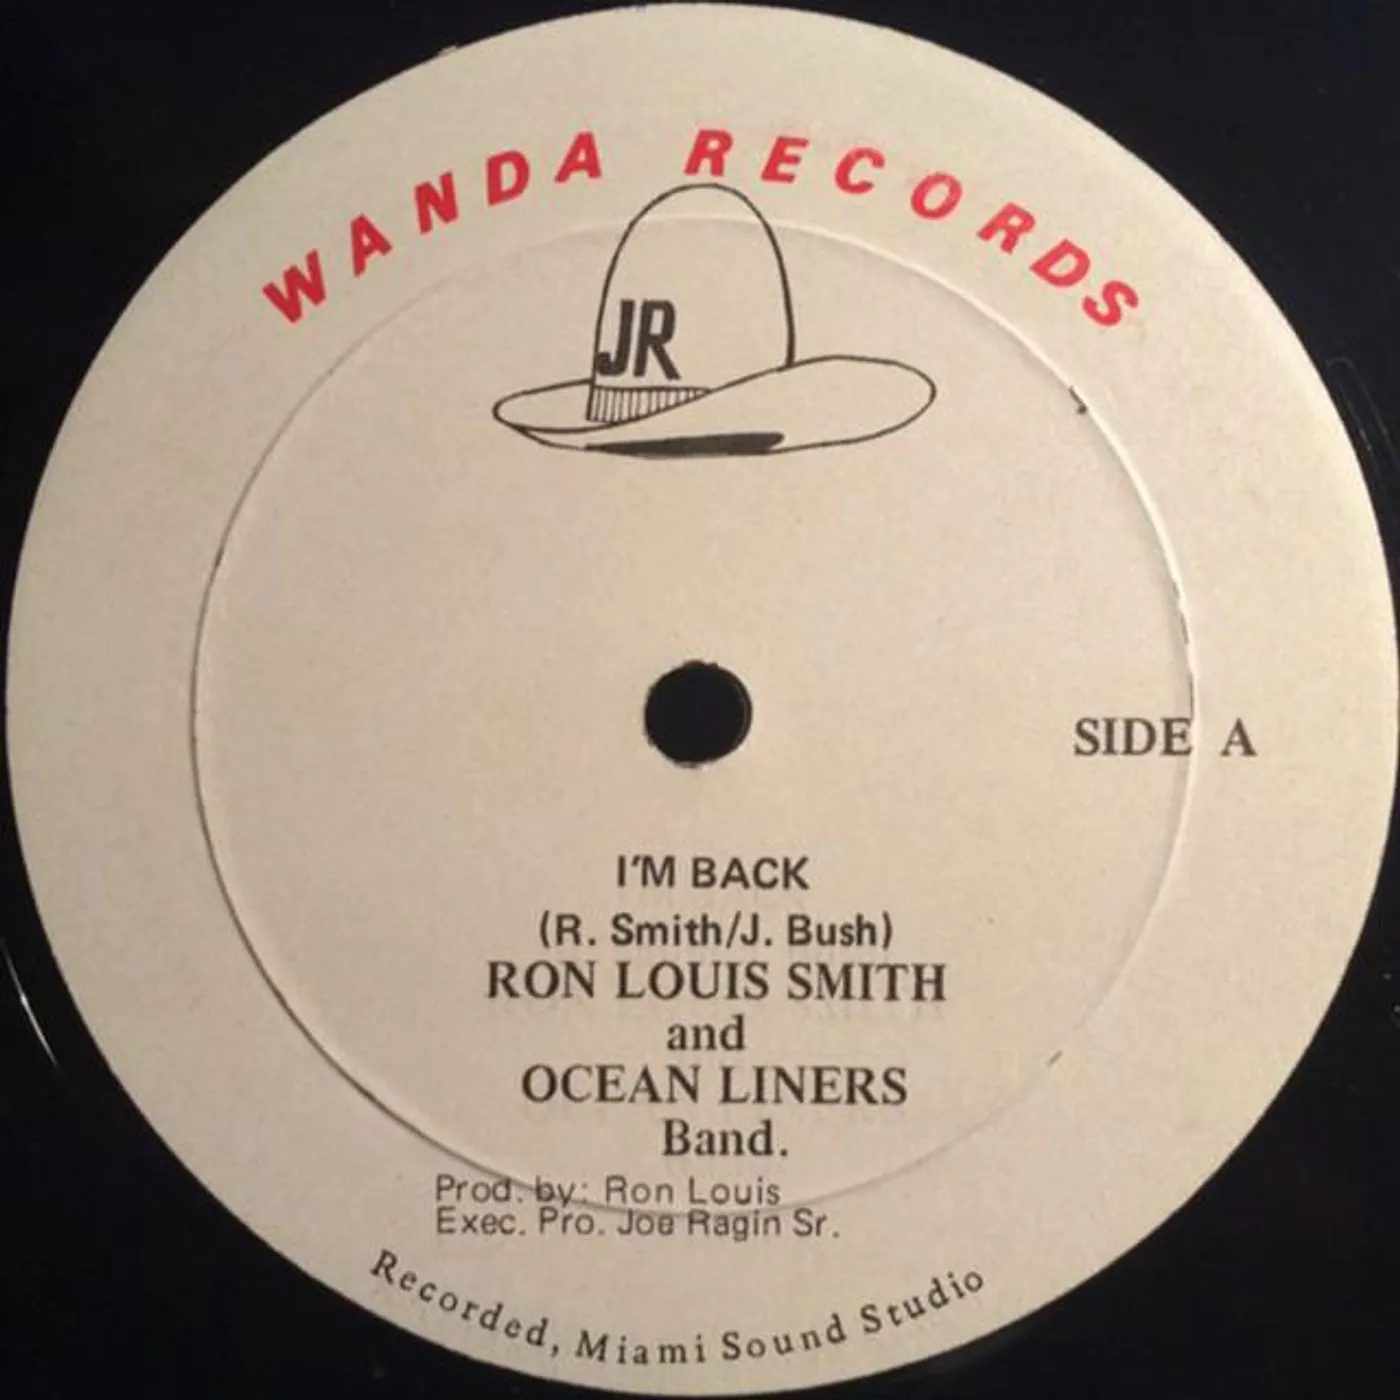 WANDA RECORDS
JR
SIDE A
I'M BACK
(R. Smith/J. Bush)
RON LOUIS SMITH
and
OCEAN LINERS
Band.
Prod. by: Ron Louis
Exec. Pro. Joe Ragin Sr.
Recorded, Miami Sound Studio